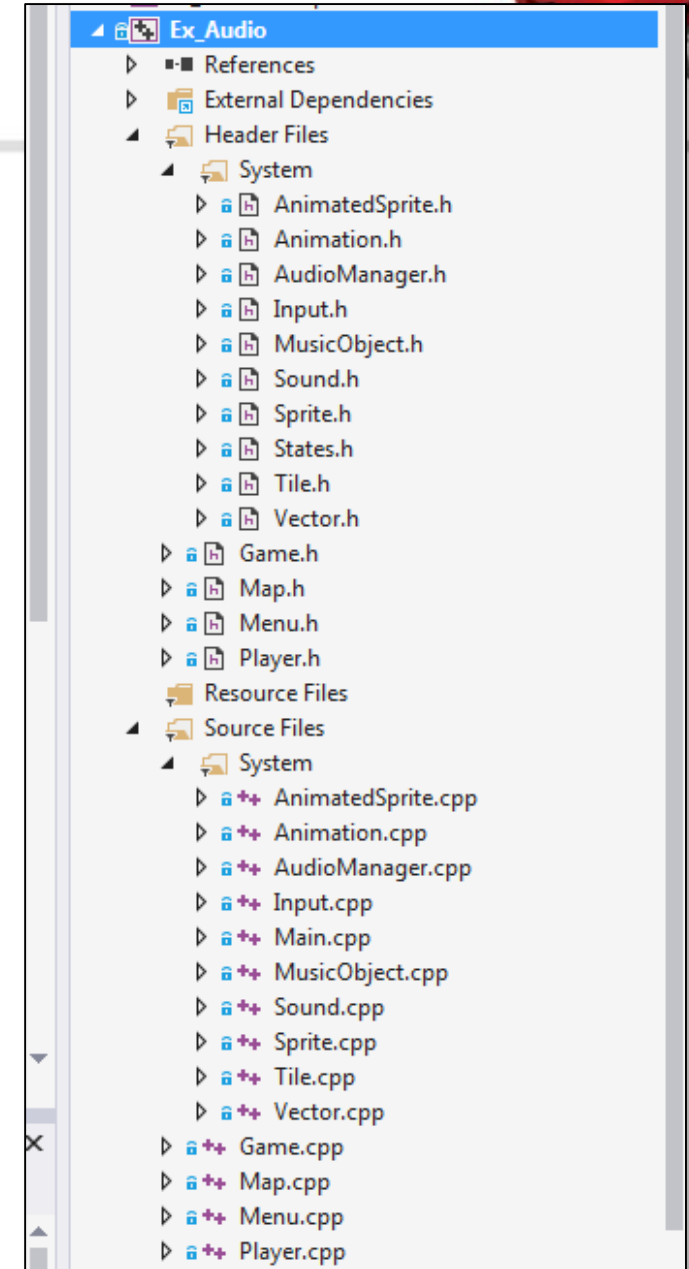 Ex_Audio
References
External Dependencies
Header Files
System
AnimatedSprite.h
Animation.h
AudioManager.h
Input.h
MusicObject.h
Sound.h
Sprite.h
States.h
Tile.h
Vector.h
Game.h
Map.h
Menu.h
Player.h
Resource Files
Source Files
System
AnimatedSprite.cpp
Animation.cpp
AudioManager.cpp
Input.cpp
Main.cpp
MusicObject.cpp
Sound.cpp
Sprite.cpp
Tile.cpp
Vector.cpp
Game.cpp
Map.cpp
Menu.cpp
Player.cpp